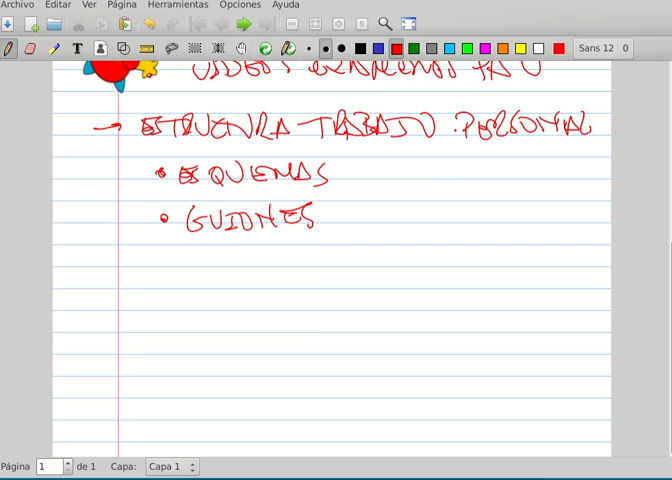 Archivo Editar Ver Página Herramientas Opciones Ayuda
Sans 12 0
→ ESTRUCTURA TRABAJO PERSONAL
• ESQUEMAS
• GUIONES
Página 1 de 1 Capa: Capa 1